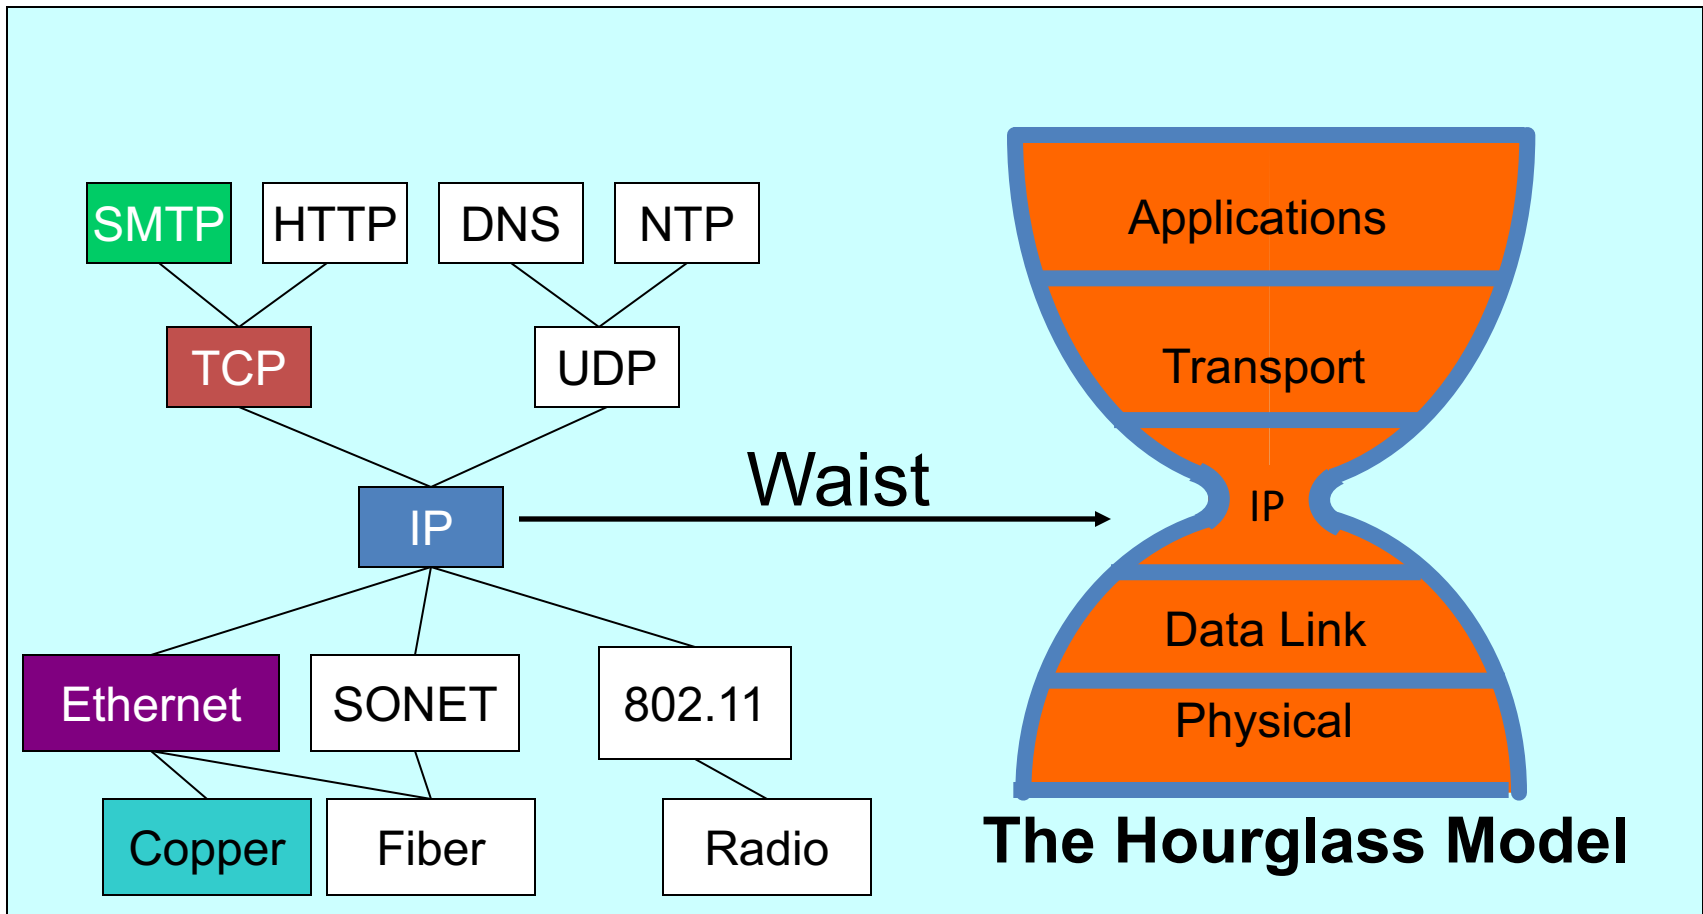 SMTP HTTP DNS NTP
TCP UDP
IP
Ethernet SONET 802.11
Copper Fiber Radio
Waist
Applications
Transport
IP
Data Link
Physical
The Hourglass Model